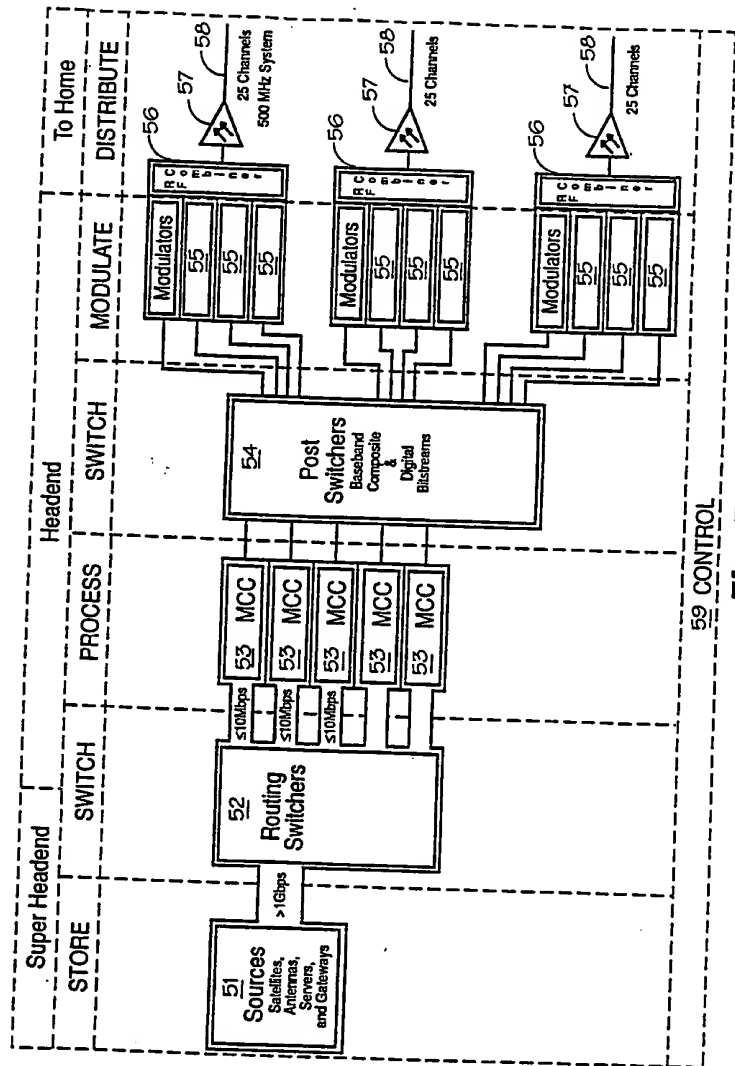 Super Headend
Headend
To Home
STORE
SWITCH
PROCESS
SWITCH
MODULATE
DISTRIBUTE
51
Sources
Satellites,
Antennas,
Servers,
and Gateways
>1Gbps
52
Routing
Switchers
≤10Mbps
≤10Mbps
≤10Mbps
53 MCC
53 MCC
53 MCC
53 MCC
53 MCC
54
Post
Switchers
Baseband
Composite
&
Digital
Bitstreams
Modulators
55
55
55
RF Combiner
56
57
58
25 Channels
500 MHz System
Modulators
55
55
55
RF Combiner
56
57
58
25 Channels
Modulators
55
55
55
RF Combiner
56
57
58
25 Channels
59 CONTROL